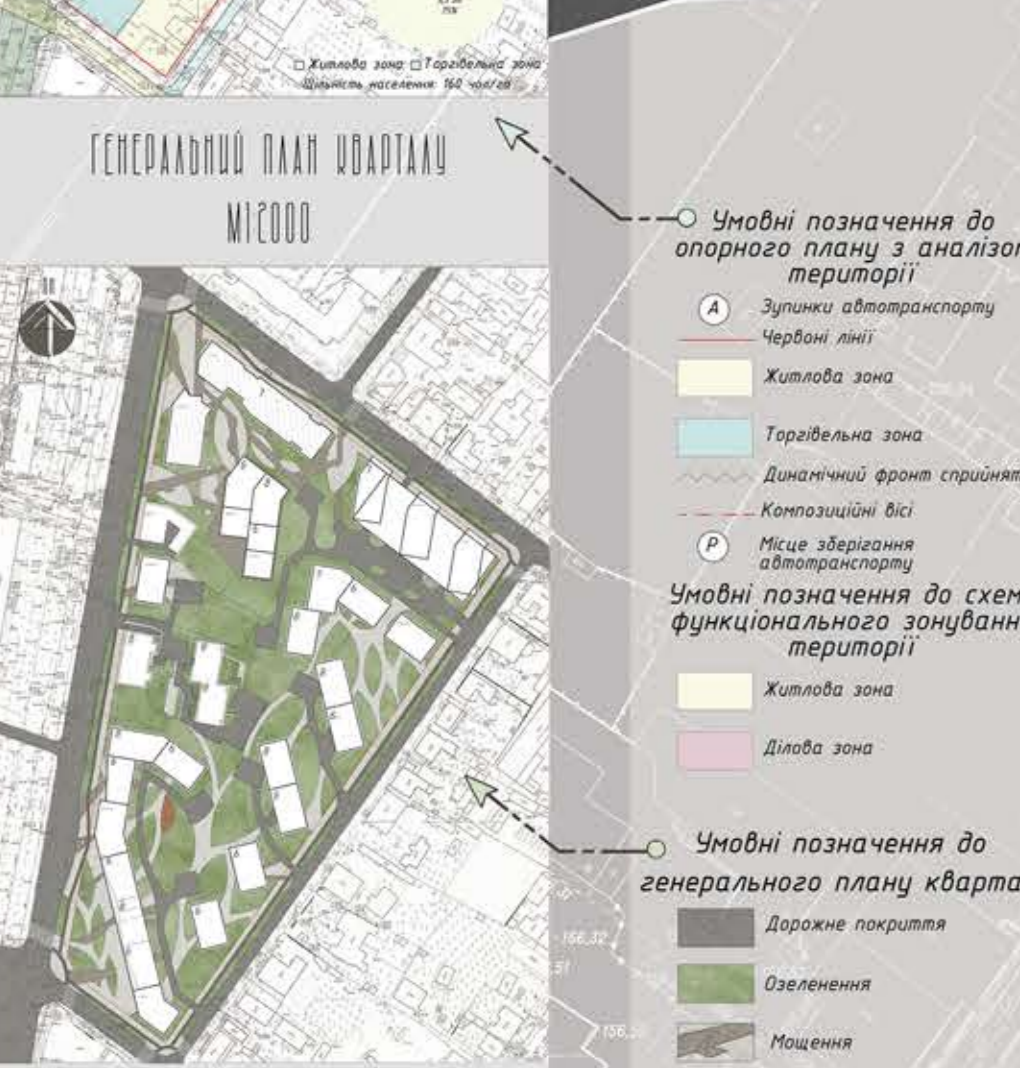 □ Житлова зона □ Торгівельна зона
Щільність населення: 160 чол/га
ГЕНЕРАЛЬНИЙ ПЛАН КВАРТАЛУ
М1:2000
Умовні позначення до
опорного плану з аналізом
території
А Зупинки автотранспорту
Червоні лінії
Житлова зона
Торгівельна зона
Динамічний фронт сприйнят
Композиційні вісі
Р Місце зберігання
автотранспорту
Умовні позначення до схем
функціонального зонуванн
території
Житлова зона
Ділова зона
Умовні позначення до
генерального плану кварта
Дорожне покриття
Озеленення
Мощення
156,32